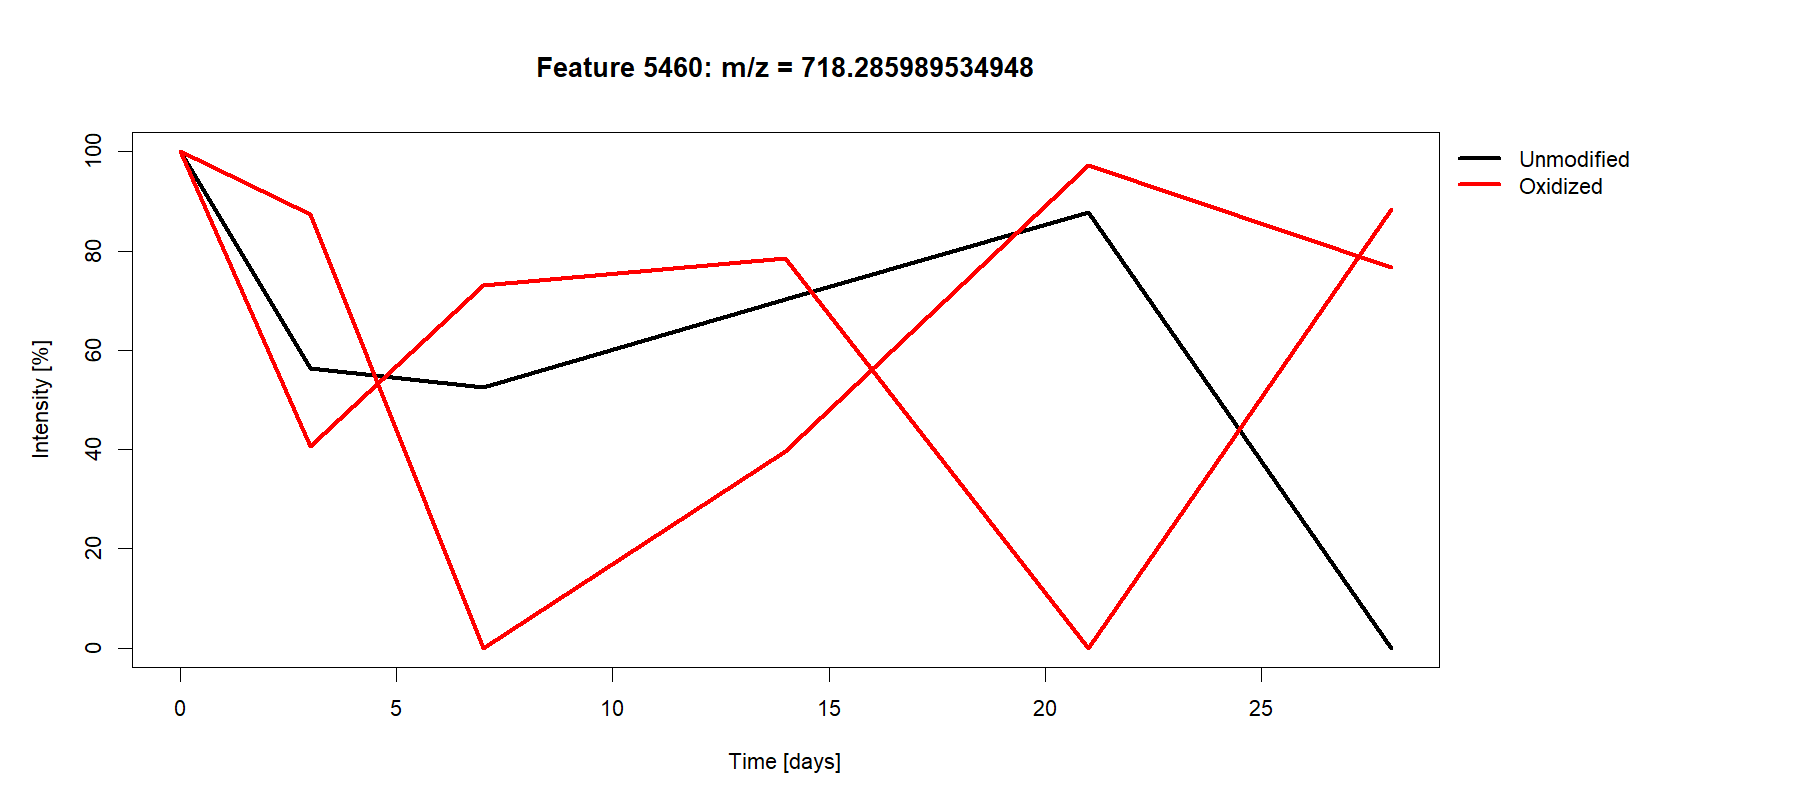 Feature 5460: m/z = 718.285989534948
Unmodified
Oxidized
Intensity [%]
100
80
60
40
20
0
0 5 10 15 20 25
Time [days]